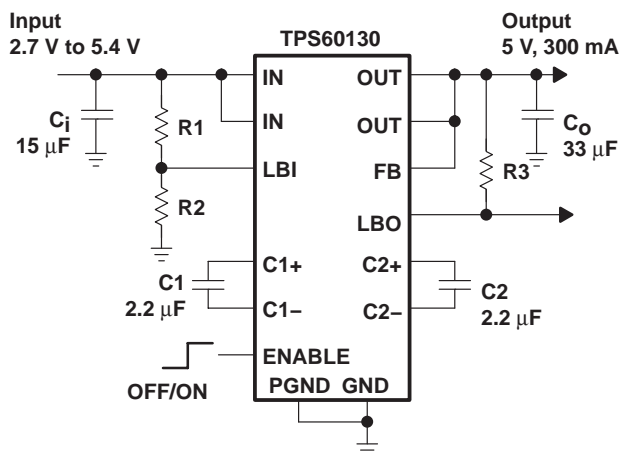 Input
2.7 V to 5.4 V
TPS60130
Output
5 V, 300 mA
IN
OUT
Ci
15 μF
R1
IN
OUT
Co
33 μF
LBI
FB
R3
R2
LBO
C1
2.2 μF
C1+
C2+
C2
2.2 μF
C1−
C2−
ENABLE
OFF/ON
PGND GND